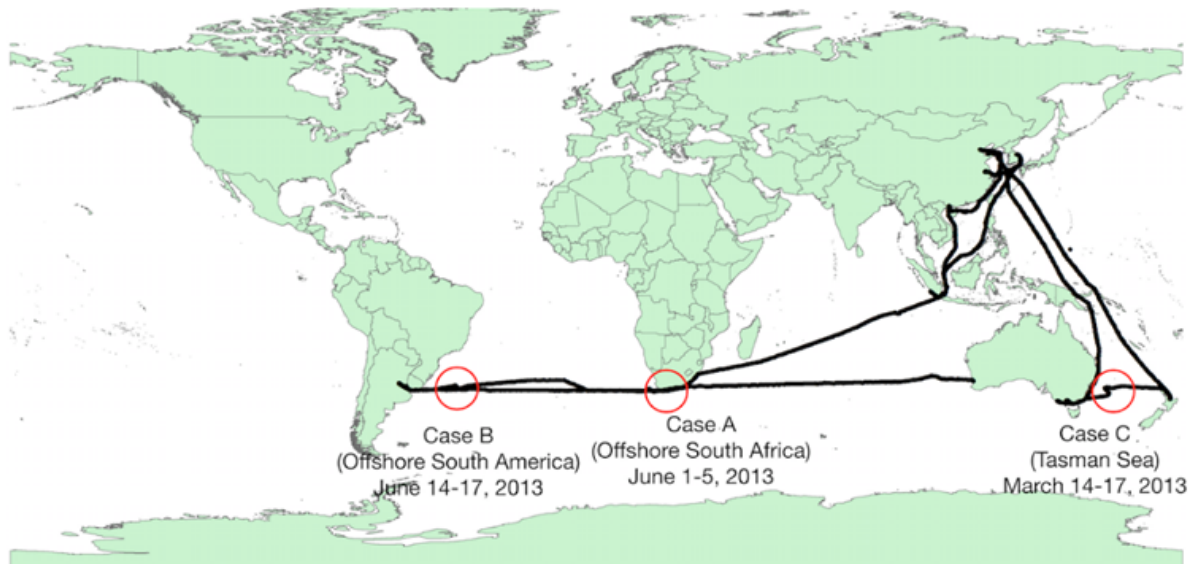 Case B
(Offshore South America)
June 14-17, 2013
Case A
(Offshore South Africa)
June 1-5, 2013
Case C
(Tasman Sea)
March 14-17, 2013